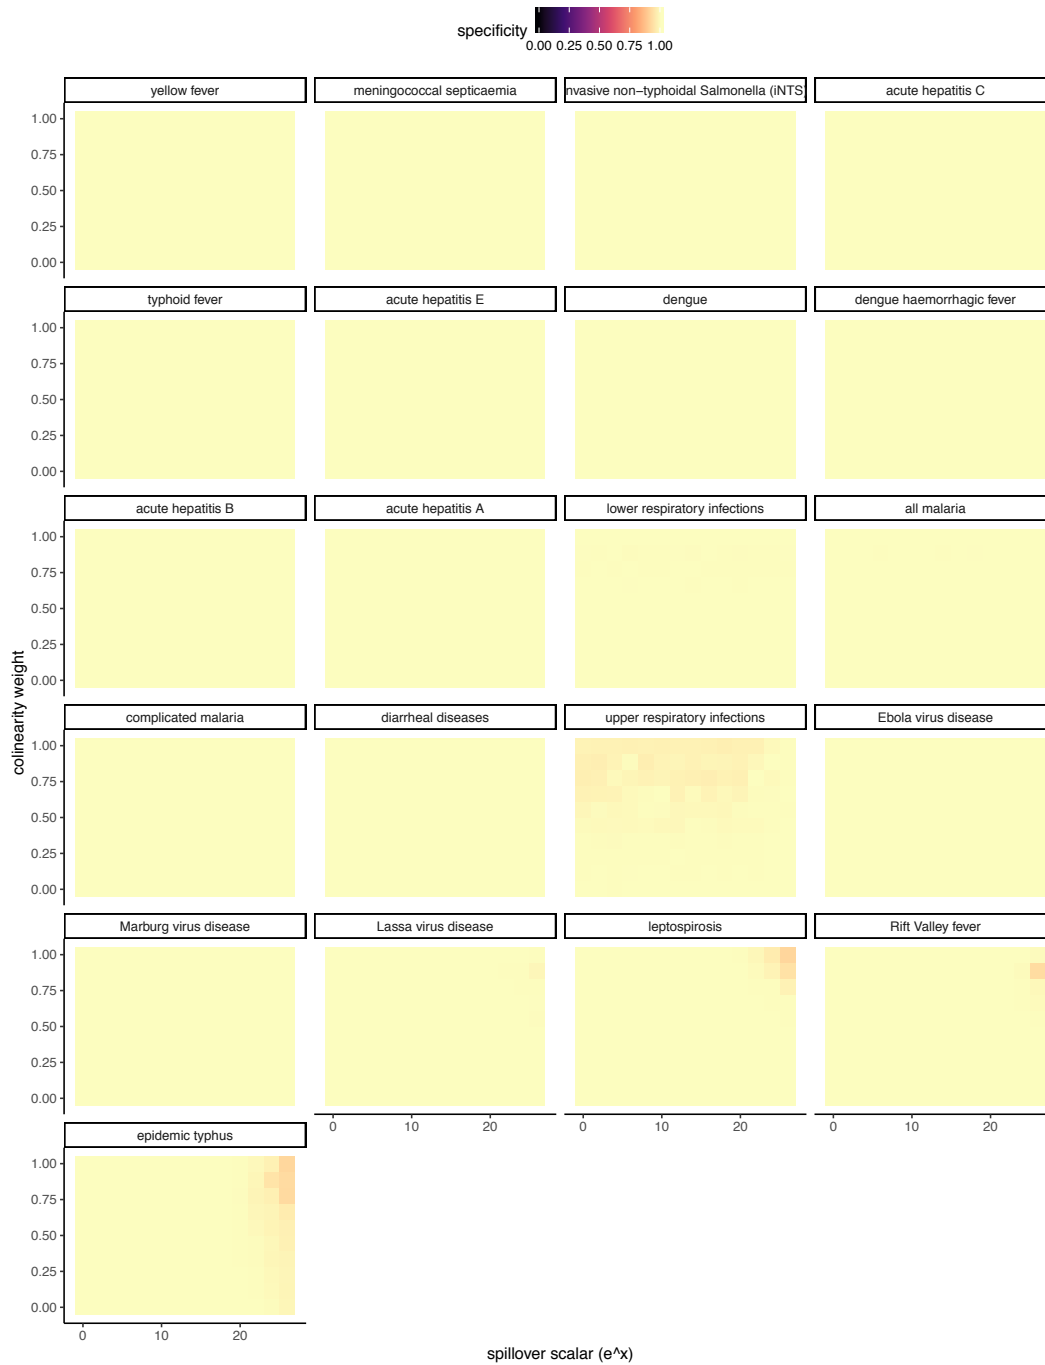 specificity
0.00 0.25 0.50 0.75 1.00
yellow fever
meningococcal septicaemia
nvasive non−typhoidal Salmonella (iNTS)
acute hepatitis C
1.00
0.75
0.50
0.25
0.00
typhoid fever
acute hepatitis E
dengue
dengue haemorrhagic fever
1.00
0.75
0.50
0.25
0.00
acute hepatitis B
acute hepatitis A
lower respiratory infections
all malaria
1.00
0.75
0.50
0.25
0.00
colinearity weight
complicated malaria
diarrheal diseases
upper respiratory infections
Ebola virus disease
1.00
0.75
0.50
0.25
0.00
Marburg virus disease
Lassa virus disease
leptospirosis
Rift Valley fever
1.00
0.75
0.50
0.25
0.00
0 10 20
0 10 20
0 10 20
epidemic typhus
1.00
0.75
0.50
0.25
0.00
0 10 20
spillover scalar (e^x)